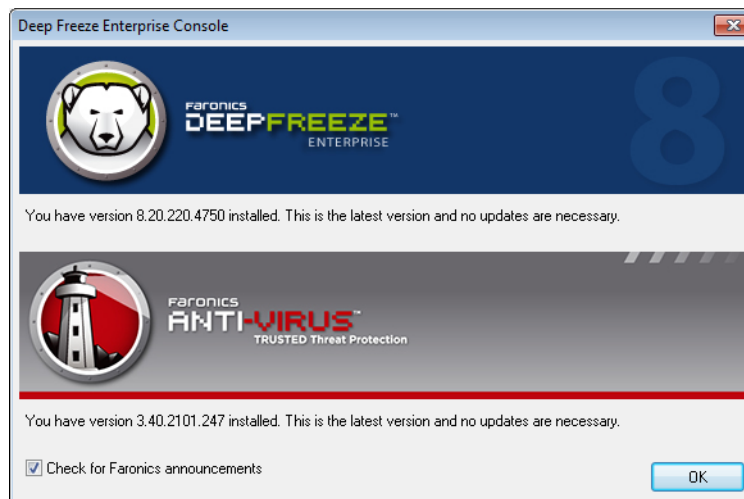 Deep Freeze Enterprise Console
8
FARONICS
DEEPFREEZE™
ENTERPRISE
You have version 8.20.220.4750 installed. This is the latest version and no updates are necessary.
FARONICS
ANTI-VIRUS™
TRUSTED Threat Protection
You have version 3.40.2101.247 installed. This is the latest version and no updates are necessary.
Check for Faronics announcements
OK